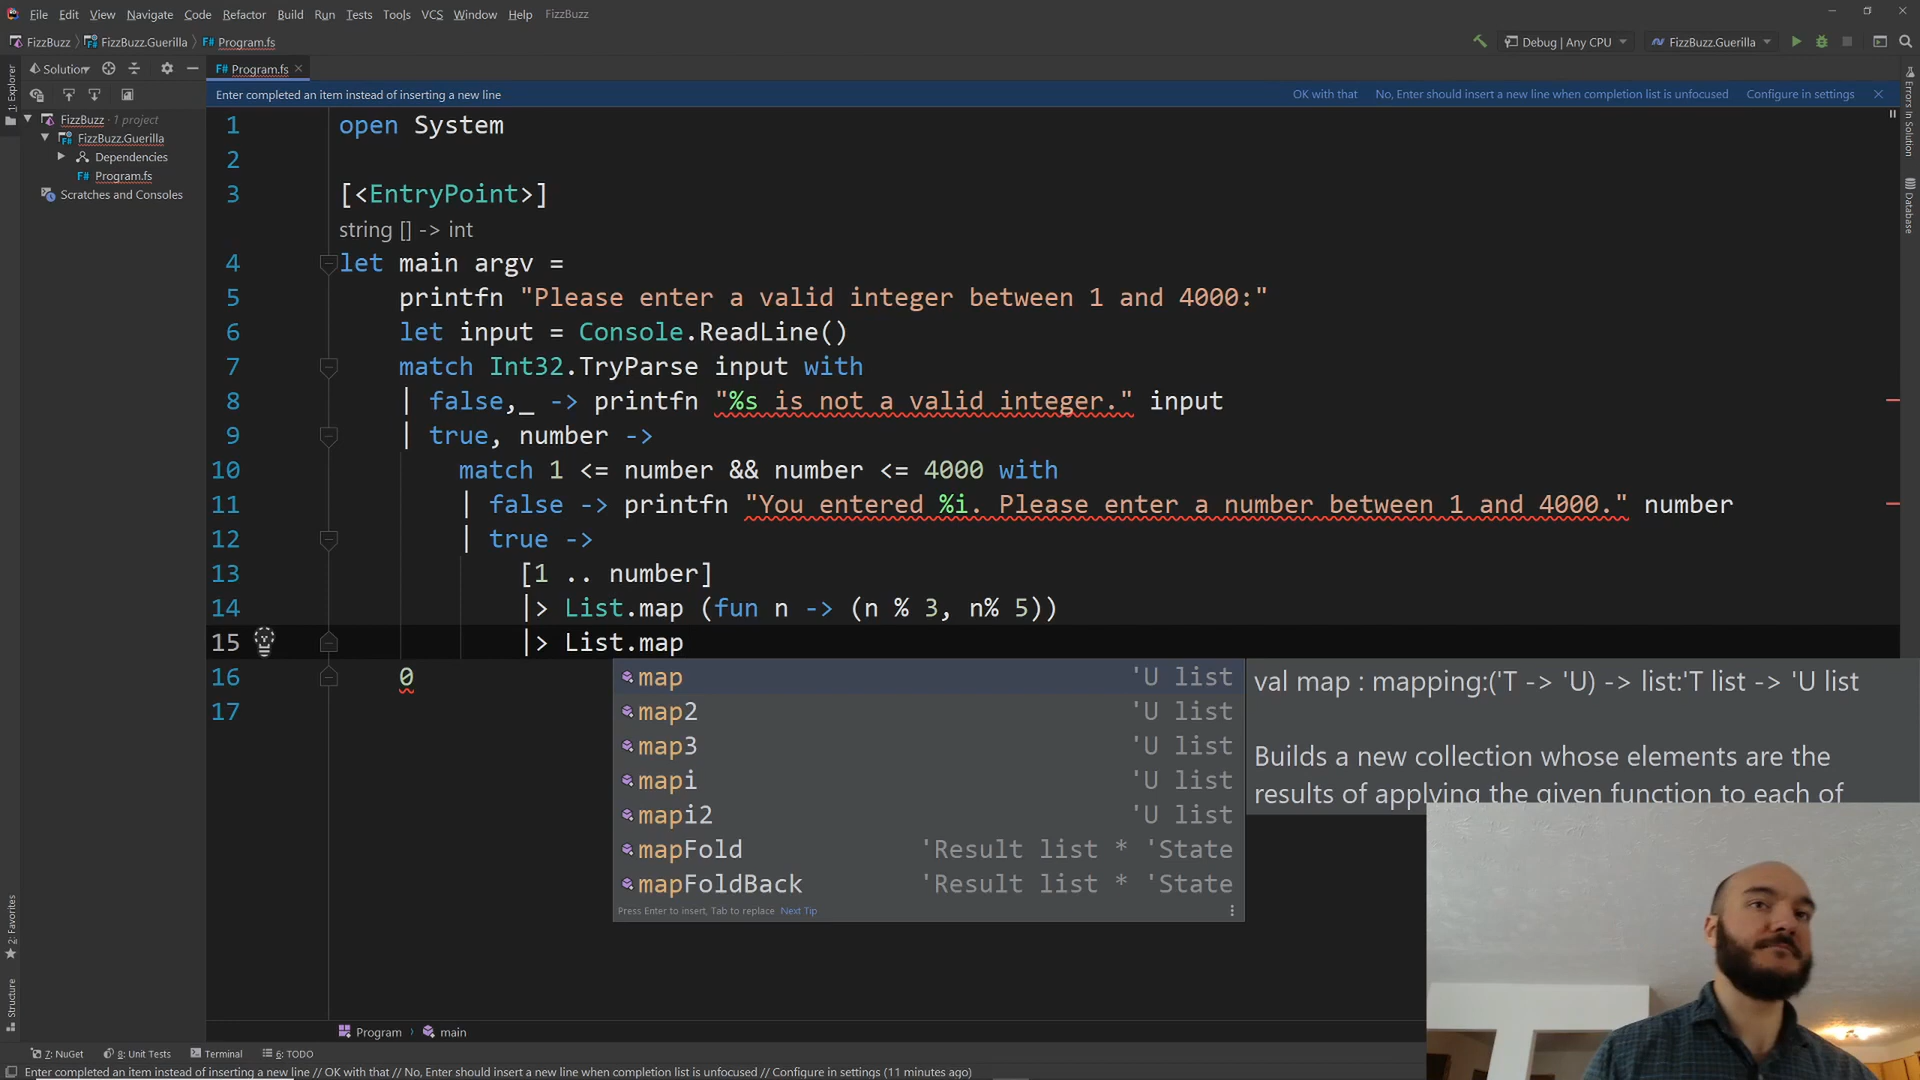 File Edit View Navigate Code Refactor Build Run Tests Tools VCS Window Help FizzBuzz
FizzBuzz FizzBuzz.Guerilla F# Program.fs
Debug | Any CPU FizzBuzz.Guerilla
1: Explorer
Solution
F# Program.fs
Enter completed an item instead of inserting a new line OK with that No, Enter should insert a new line when completion list is unfocused Configure in settings
FizzBuzz · 1 project
FizzBuzz.Guerilla
Dependencies
F# Program.fs
Scratches and Consoles
1 open System
2
3 [<EntryPoint>]
string [] -> int
4 let main argv =
5 printfn "Please enter a valid integer between 1 and 4000:"
6 let input = Console.ReadLine()
7 match Int32.TryParse input with
8 | false,_ -> printfn "%s is not a valid integer." input
9 | true, number ->
10 match 1 <= number && number <= 4000 with
11 | false -> printfn "You entered %i. Please enter a number between 1 and 4000." number
12 | true ->
13 [1 .. number]
14 |> List.map (fun n -> (n % 3, n% 5))
15 |> List.map
16 0
17
map 'U list
map2 'U list
map3 'U list
mapi 'U list
mapi2 'U list
mapFold 'Result list * 'State
mapFoldBack 'Result list * 'State
Press Enter to insert, Tab to replace Next Tip
val map : mapping:('T -> 'U) -> list:'T list -> 'U list
Builds a new collection whose elements are the
results of applying the given function to each of
Errors in Solution
Database
2: Favorites
Structure
Program main
7: NuGet 8: Unit Tests Terminal 6: TODO
Enter completed an item instead of inserting a new line // OK with that // No, Enter should insert a new line when completion list is unfocused // Configure in settings (11 minutes ago)